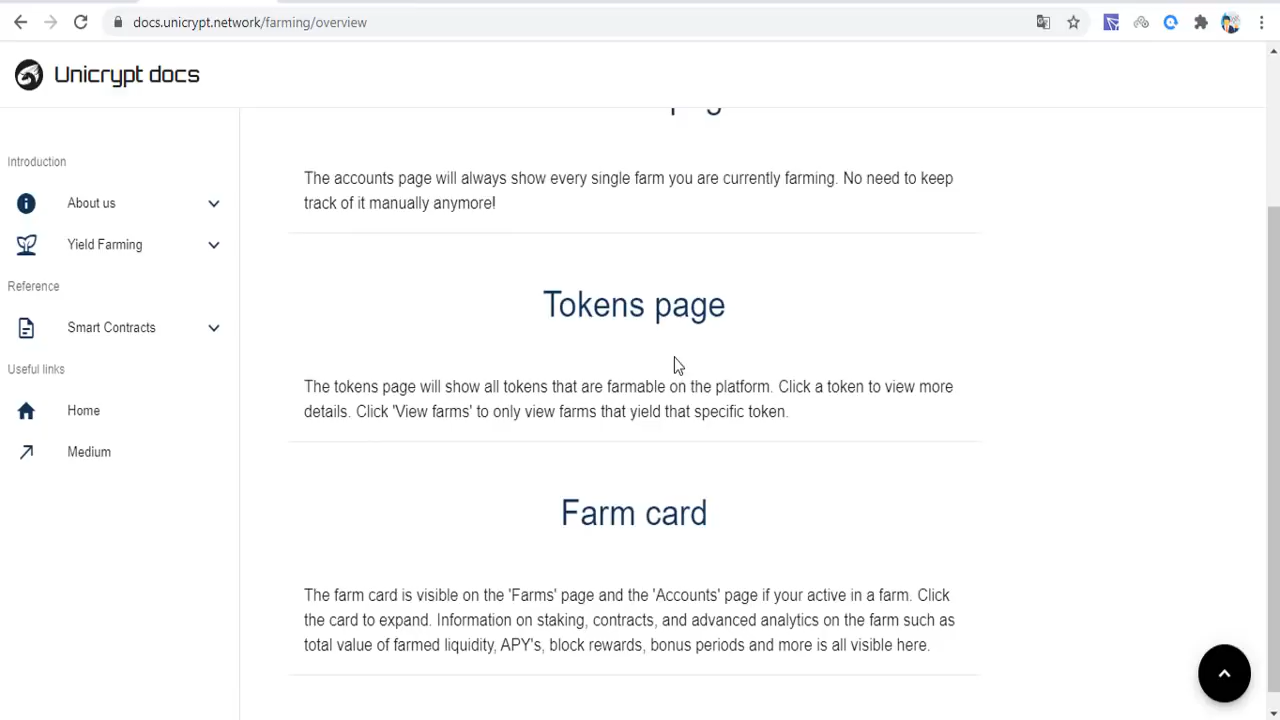 docs.unicrypt.network/farming/overview
Unicrypt docs
Introduction
About us
Yield Farming
Reference
Smart Contracts
Useful links
Home
Medium
The accounts page will always show every single farm you are currently farming. No need to keep
track of it manually anymore!
Tokens page
The tokens page will show all tokens that are farmable on the platform. Click a token to view more
details. Click 'View farms' to only view farms that yield that specific token.
Farm card
The farm card is visible on the 'Farms' page and the 'Accounts' page if your active in a farm. Click
the card to expand. Information on staking, contracts, and advanced analytics on the farm such as
total value of farmed liquidity, APY's, block rewards, bonus periods and more is all visible here.